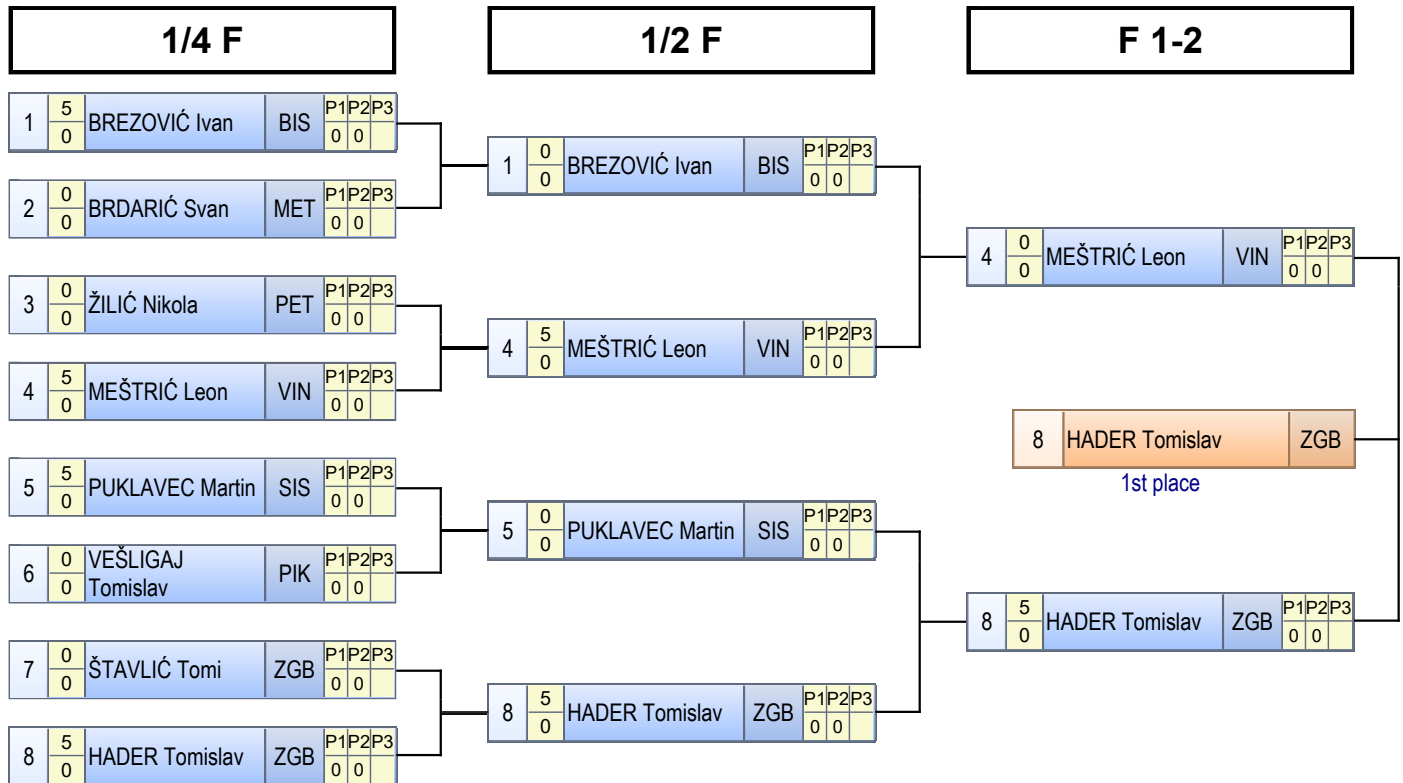 1/4 F
1/2 F
F 1-2
1 5 BREZOVIĆ Ivan BIS P1 P2 P3
0 0 0
2 0 BRDARIĆ Svan MET P1 P2 P3
0 0 0
3 0 ŽILIĆ Nikola PET P1 P2 P3
0 0 0
4 5 MEŠTRIĆ Leon VIN P1 P2 P3
0 0 0
5 5 PUKLAVEC Martin SIS P1 P2 P3
0 0 0
6 0 VEŠLIGAJ PIK P1 P2 P3
0 Tomislav 0 0
7 0 ŠTAVLIĆ Tomi ZGB P1 P2 P3
0 0 0
8 5 HADER Tomislav ZGB P1 P2 P3
0 0 0
1 0 BREZOVIĆ Ivan BIS P1 P2 P3
0 0 0
4 5 MEŠTRIĆ Leon VIN P1 P2 P3
0 0 0
5 0 PUKLAVEC Martin SIS P1 P2 P3
0 0 0
8 5 HADER Tomislav ZGB P1 P2 P3
0 0 0
4 0 MEŠTRIĆ Leon VIN P1 P2 P3
0 0 0
8 HADER Tomislav ZGB
1st place
8 5 HADER Tomislav ZGB P1 P2 P3
0 0 0